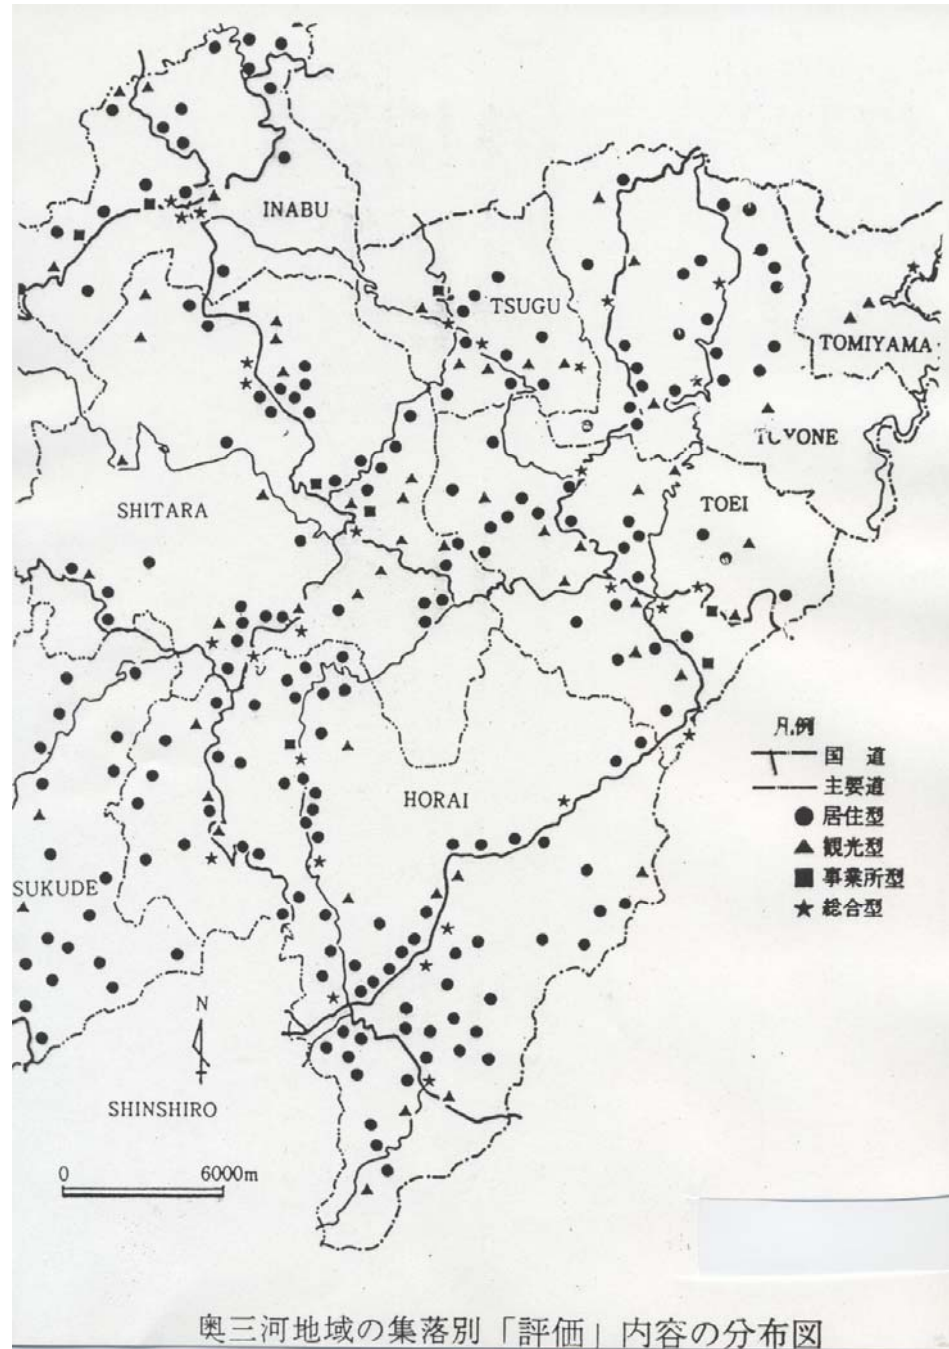 INABU
TSUGU
TOMIYAMA
TOYONE
SHITARA
TOEI
凡例
国道
主要道
HORAI
居住型
観光型
事業所型
SUKUDE
総合型
N
SHINSHIRO
0 6000m
奥三河地域の集落別「評価」内容の分布図